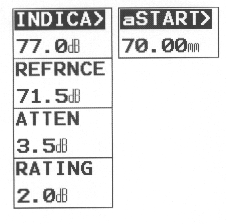 INDICA>
77.0dB
REFRNCE
71.5dB
ATTEN
3.5dB
RATING
2.0dB
aSTART>
70.00mm